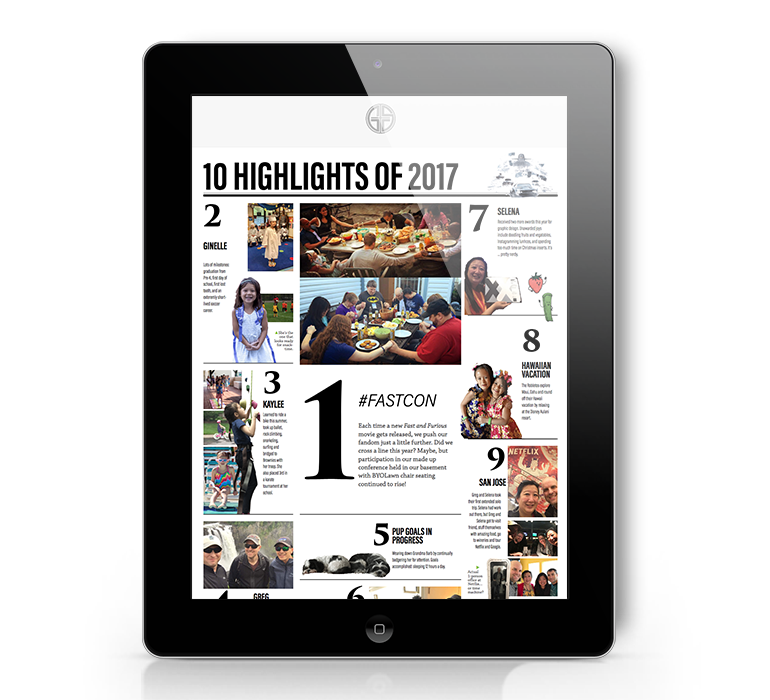 10 HIGHLIGHTS OF 2017
2
GINELLE
Lots of milestones:
graduation from
Pre-K, first day of
school, first lost
tooth, and an
extremely short-
lived soccer
career.
She's the
one that
looks ready
for snack-
time.
3
KAYLEE
Learned to ride a
bike this summer,
took up ballet,
rock climbing,
snorkeling,
surfing and
bridged to
Brownies with
her troop. She
also placed 3rd in
a karate
tournament at her
school.
GREG
1
#FASTCON
Each time a new Fast and Furious
movie gets released, we push our
fandom just a little further. Did we
cross a line this year? Maybe, but
participation in our made up
conference held in our basement
with BYOLawn chair seating
continued to rise!
5
PUP GOALS IN
PROGRESS
Wearing down Grandma Barb by continually
badgering her for attention. Goals
accomplished: sleeping 12 hours a day.
6
7
SELENA
Received two more awards this year for
graphic design. Unawarded joys
include doodling fruits and vegetables,
instagramming funkos, and spending
too much time on Christmas inserts. It's
... pretty nerdy.
8
HAWAIIAN
VACATION
The Robletos explore
Maui, Oahu and round
off their Hawaii
vacation by relaxing
at the Disney Aulani
resort.
9
NETFLIX
SAN JOSE
Greg and Selena took
their first extended solo
trip. Selena had work
out there, but Greg and
Selena got to visit
friends, stuff themselves
with amazing food, go
to wineries and tour
Netflix and Google.